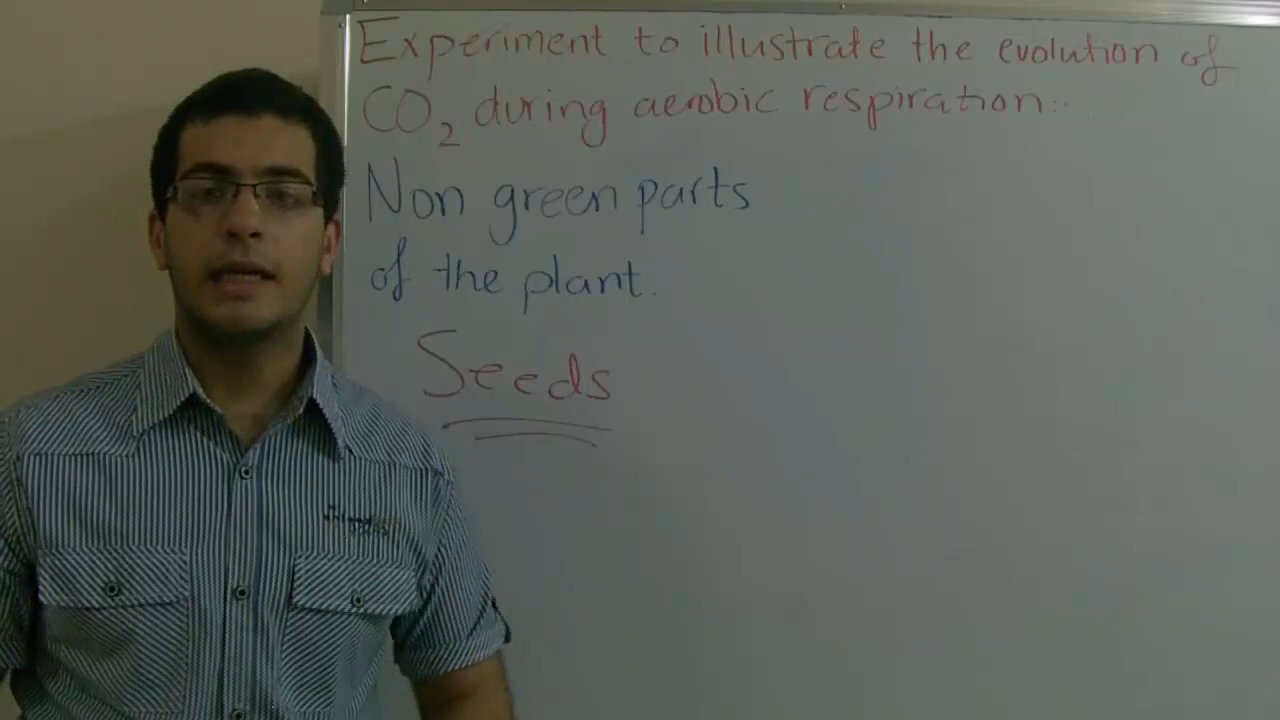 Experiment to illustrate the evolution of
CO₂ during aerobic respiration:-
Non green parts
of the plant.
Seeds